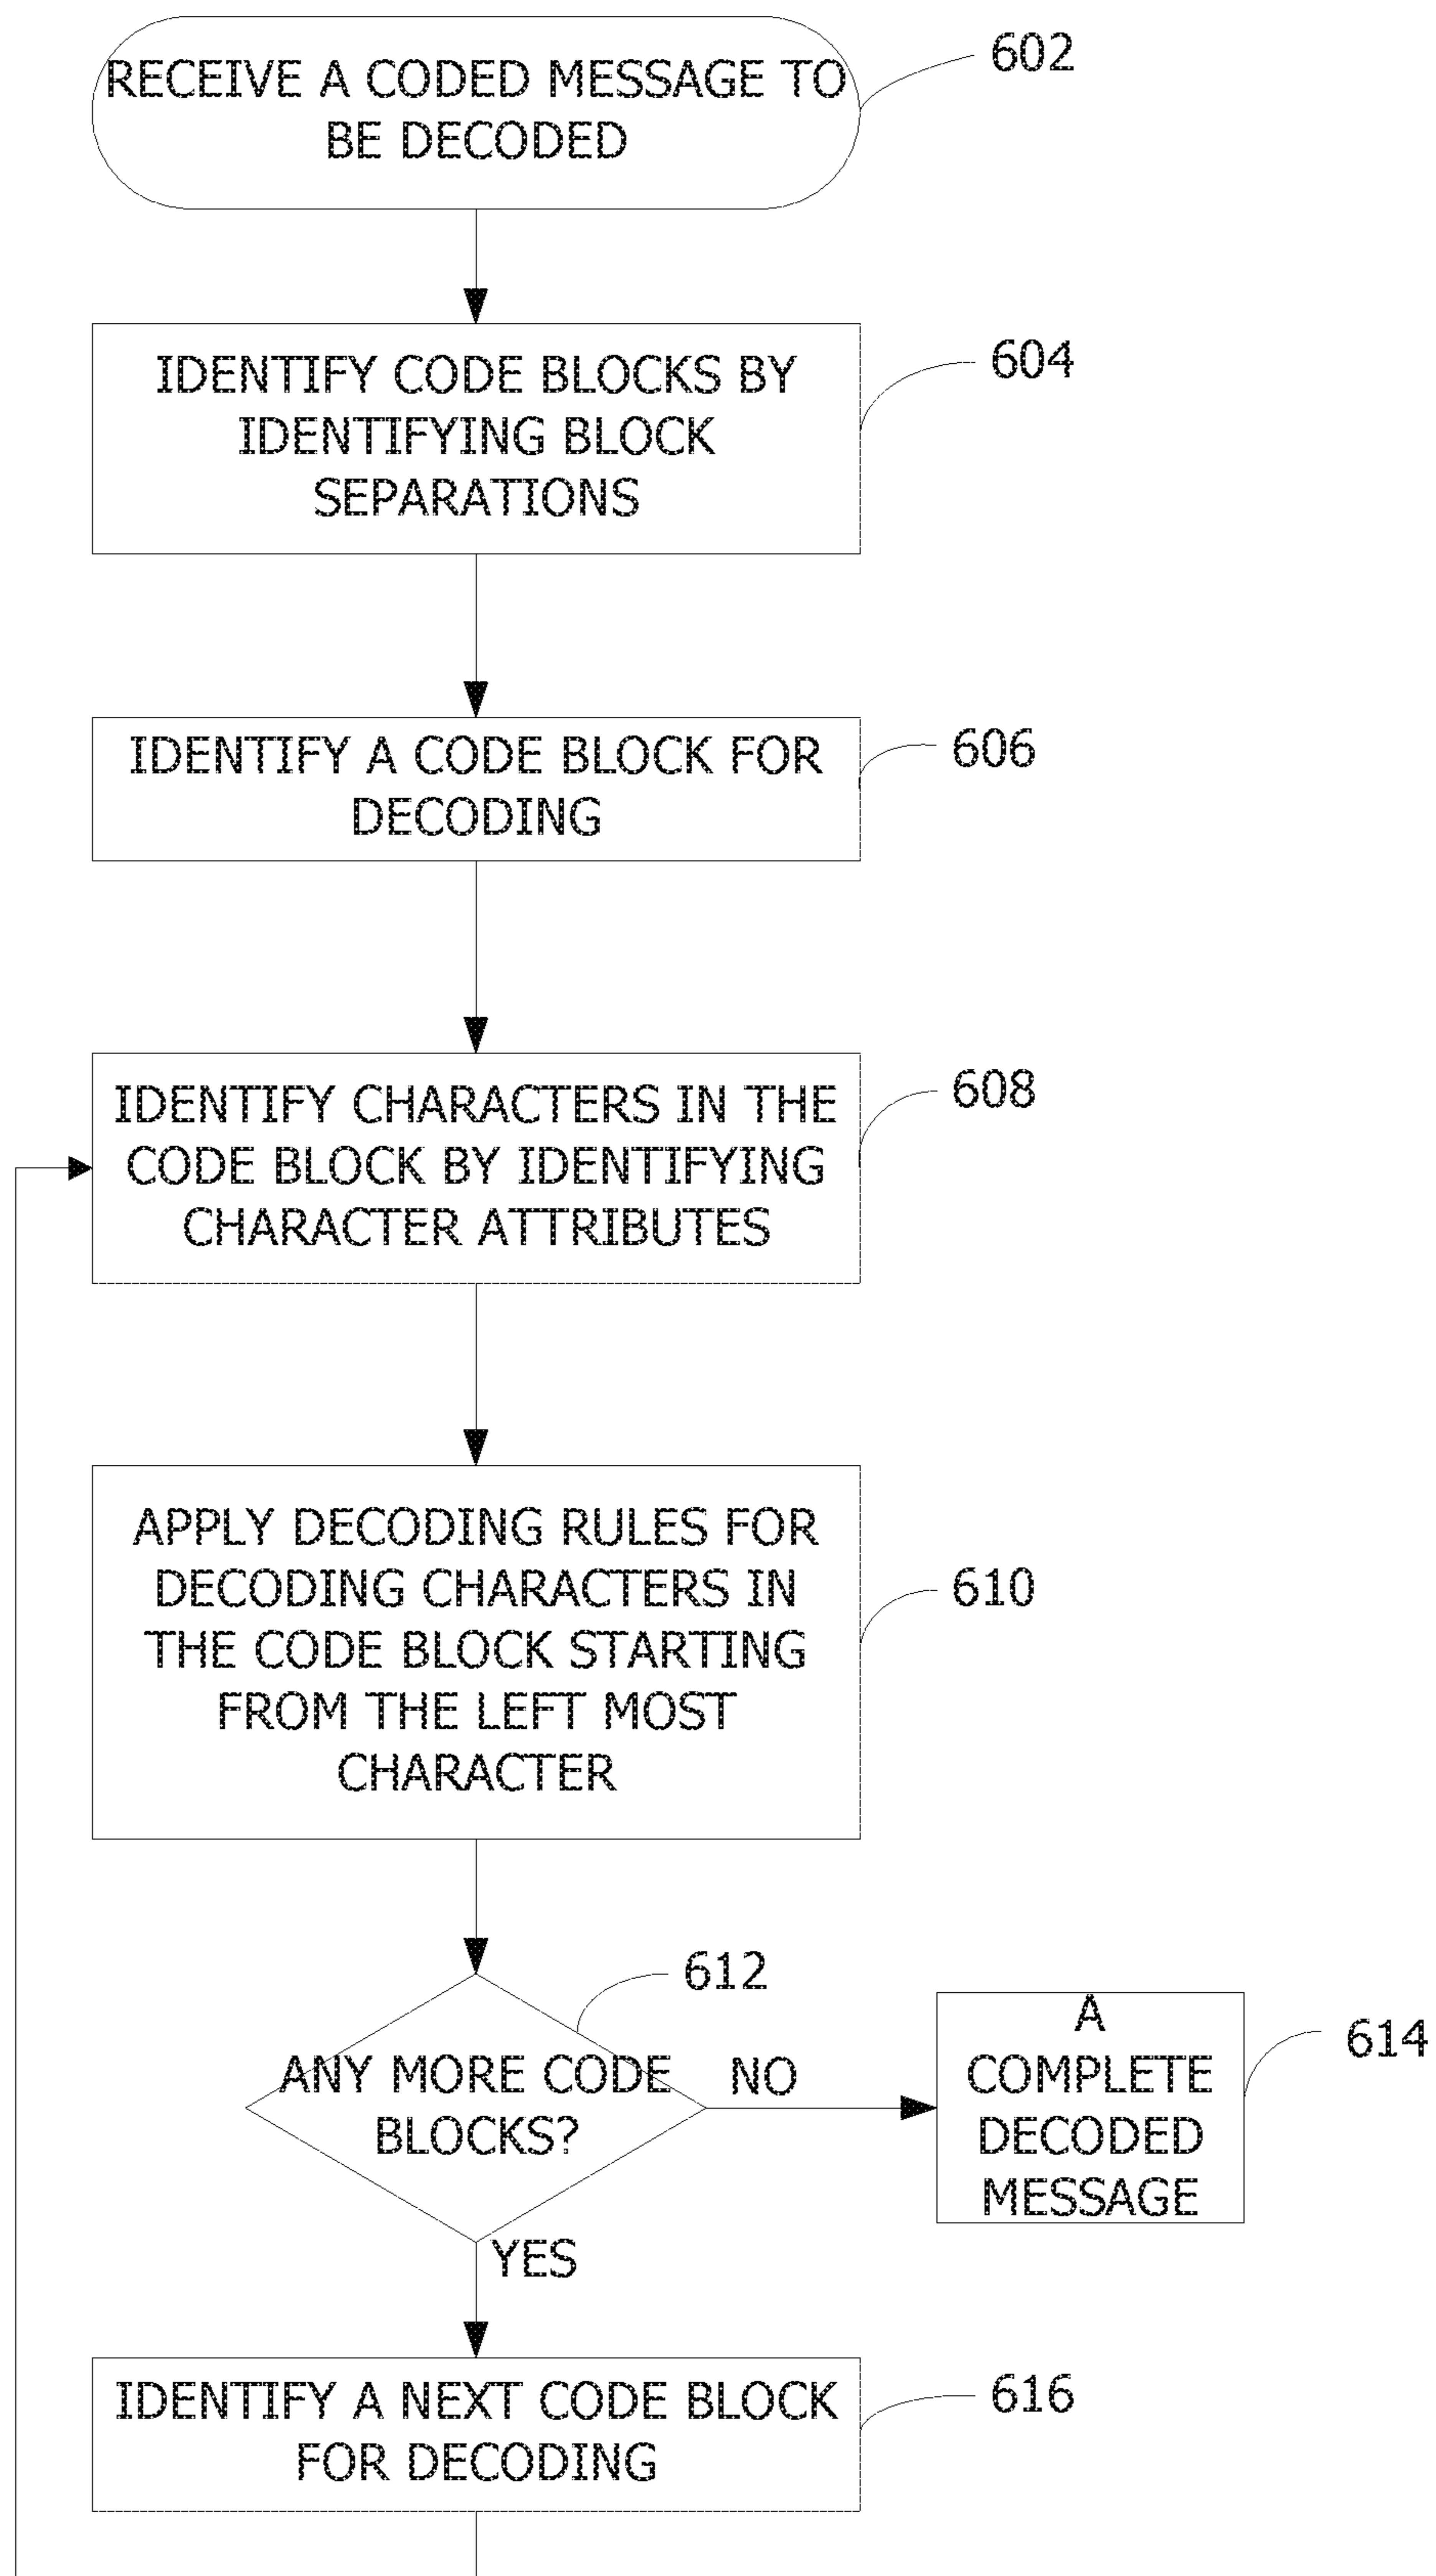 RECEIVE A CODED MESSAGE TO
BE DECODED
602
IDENTIFY CODE BLOCKS BY
IDENTIFYING BLOCK
SEPARATIONS
604
IDENTIFY A CODE BLOCK FOR
DECODING
606
IDENTIFY CHARACTERS IN THE
CODE BLOCK BY IDENTIFYING
CHARACTER ATTRIBUTES
608
APPLY DECODING RULES FOR
DECODING CHARACTERS IN
THE CODE BLOCK STARTING
FROM THE LEFT MOST
CHARACTER
610
612
ANY MORE CODE
BLOCKS?
NO
A
COMPLETE
DECODED
MESSAGE
614
YES
IDENTIFY A NEXT CODE BLOCK
FOR DECODING
616